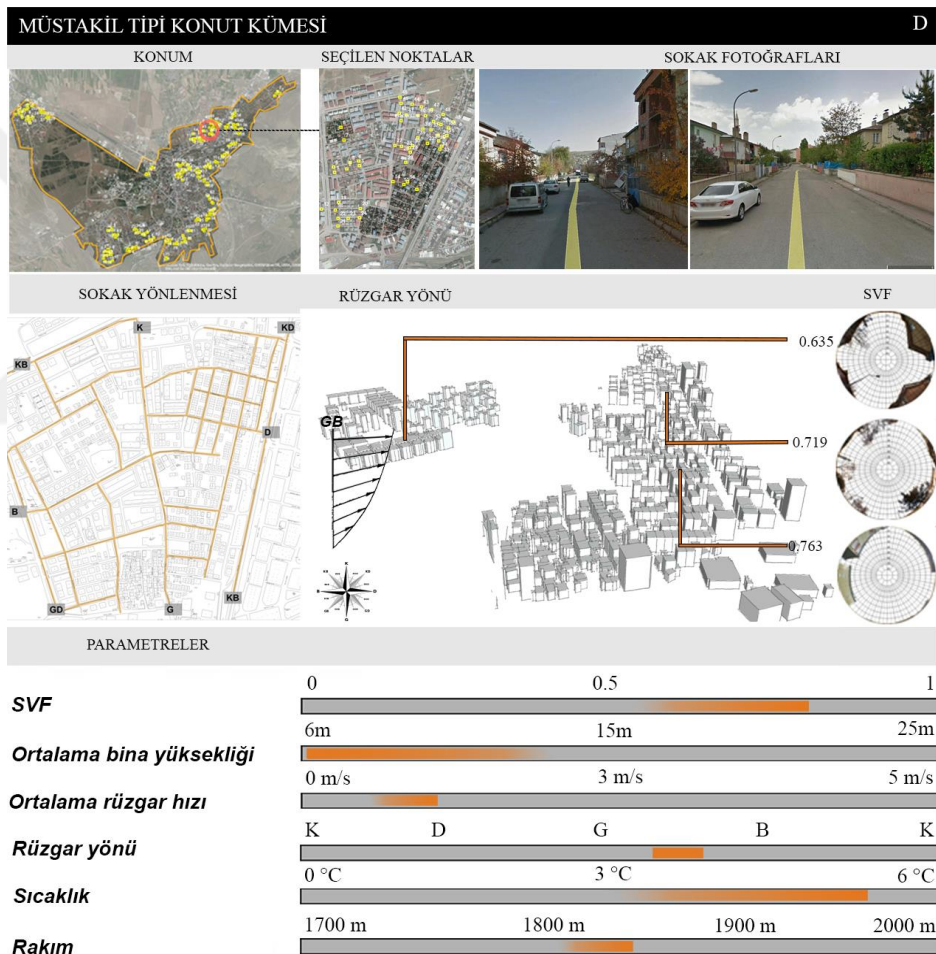 MÜSTAKİL TİPİ KONUT KÜMESİ D
KONUM SEÇİLEN NOKTALAR SOKAK FOTOĞRAFLARI
SOKAK YÖNLENMESİ RÜZGAR YÖNÜ SVF
K KD
KB
D
B
GD G KB
GB
0.635
0.719
0.763
PARAMETRELER
0 0.5 1
SVF
6m 15m 25m
Ortalama bina yüksekliği
0 m/s 3 m/s 5 m/s
Ortalama rüzgar hızı
K D G B K
Rüzgar yönü
0 °C 3 °C 6 °C
Sıcaklık
1700 m 1800 m 1900 m 2000 m
Rakım